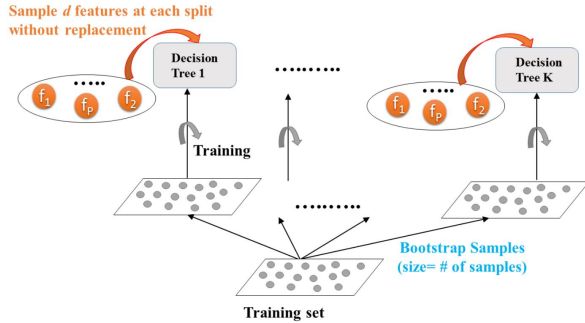 Sample d features at each split
without replacement
Decision
Tree 1
f1
fP
f2
Decision
Tree K
f1
fP
f2
Training
Bootstrap Samples
(size= # of samples)
Training set